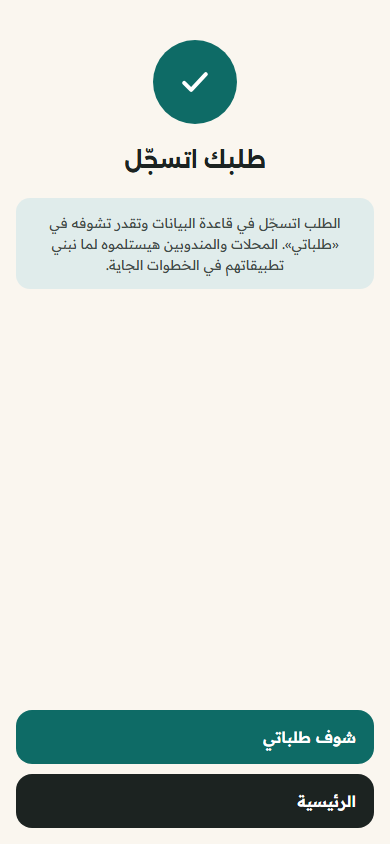 طلبك اتسجّل
الطلب اتسجّل في قاعدة البيانات وتقدر تشوفه في
«طلباتي». المحلات والمندوبين هيستلموه لما نبني
تطبيقاتهم في الخطوات الجاية.
شوف طلباتي
الرئيسية